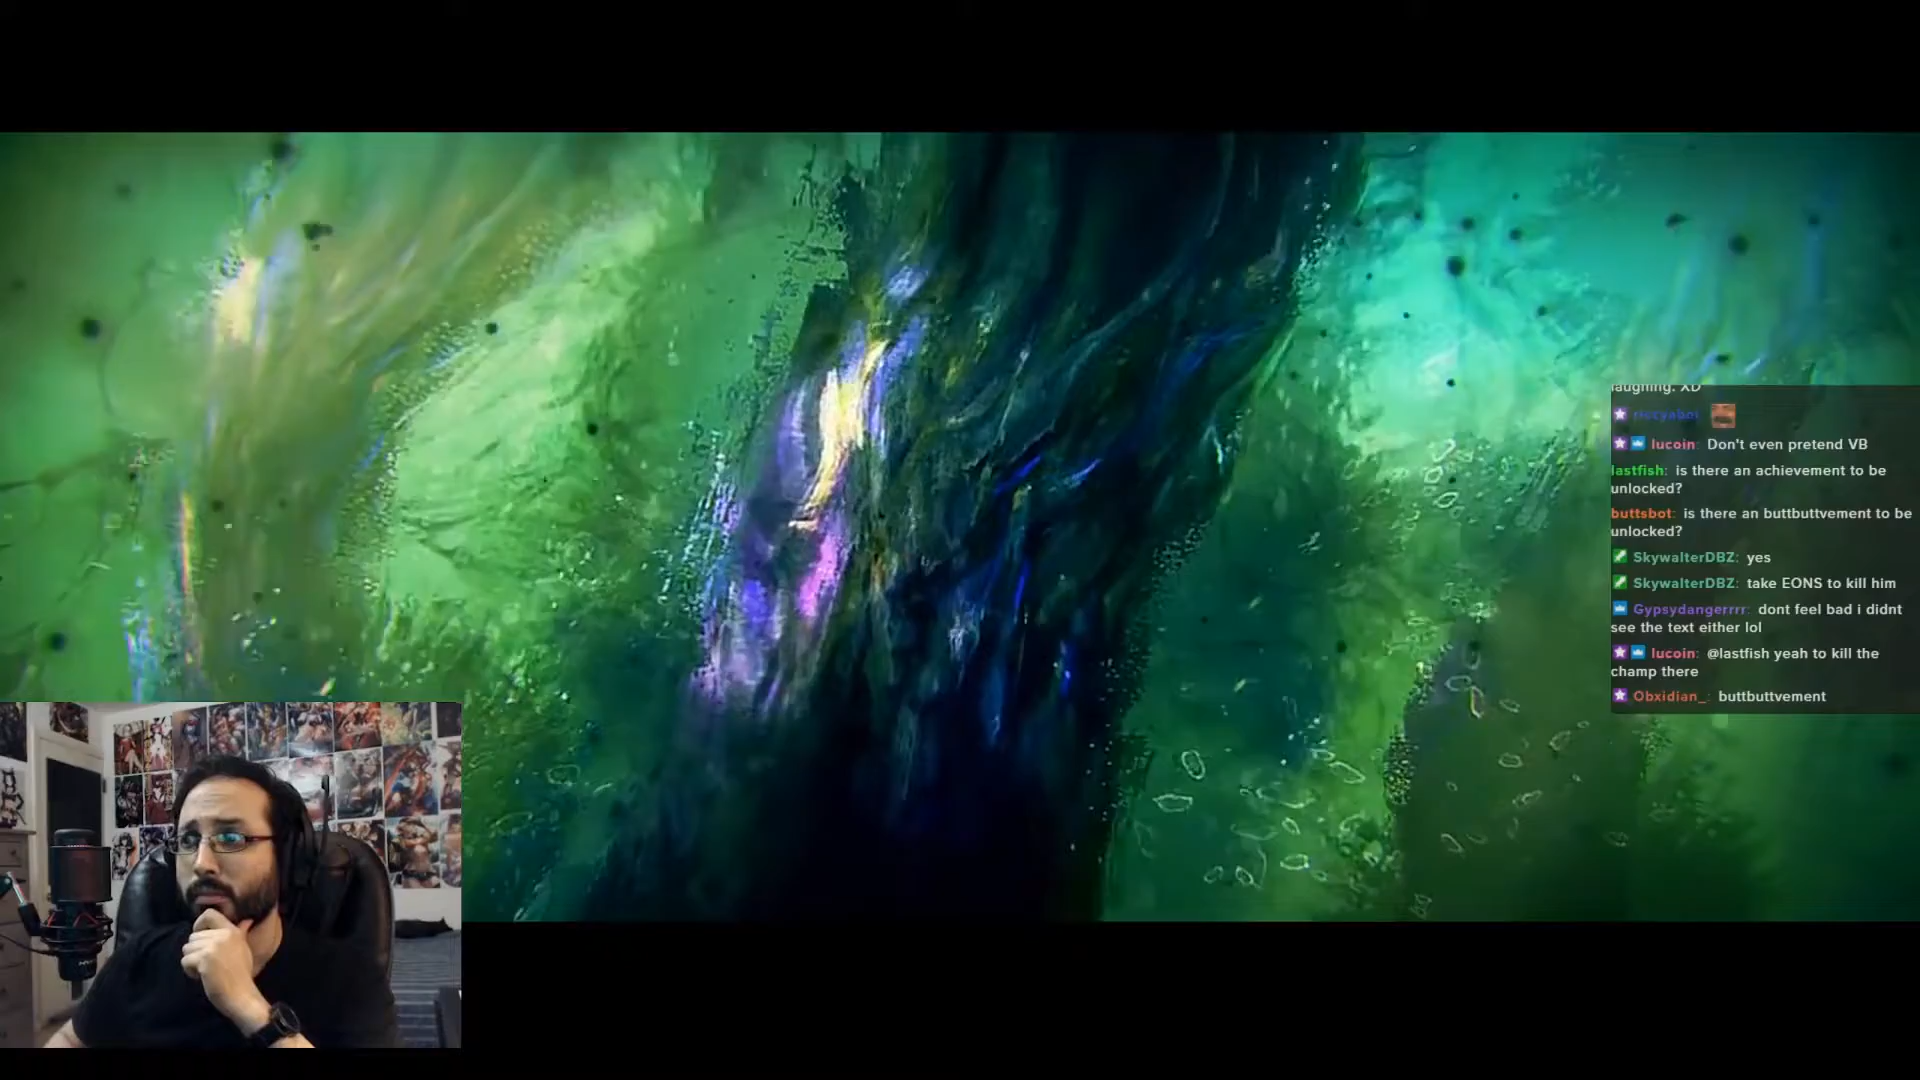 laughing. XD
riccyaboi
lucoin: Don't even pretend VB
lastfish: is there an achievement to be
unlocked?
buttsbot: is there an buttbuttvement to be
unlocked?
SkywalterDBZ: yes
SkywalterDBZ: take EONS to kill him
Gypsydangerrrr: dont feel bad i didnt
see the text either lol
lucoin: @lastfish yeah to kill the
champ there
Obxidian_: buttbuttvement